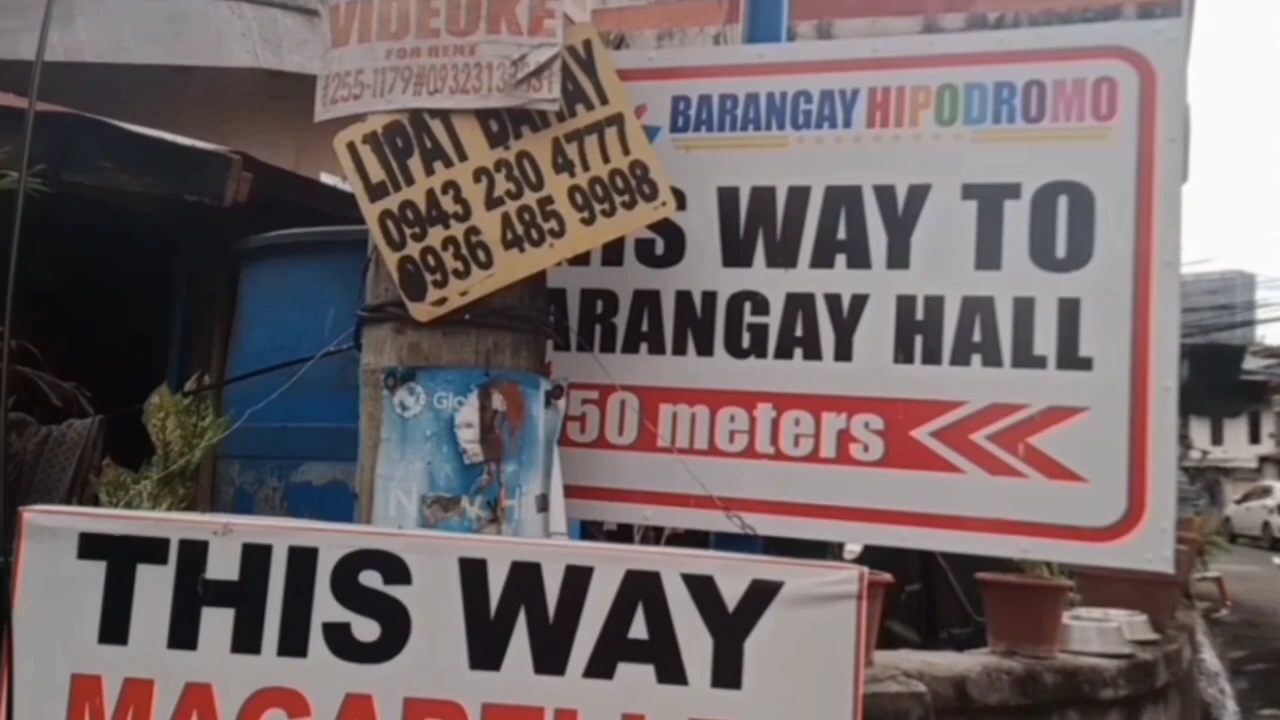 VIDEOKE
FOR RENT
LIPAT BAHAY
0943 230 4777
0936 485 9998
BARANGAY HIPODROMO
THIS WAY TO
BARANGAY HALL
50 meters
THIS WAY